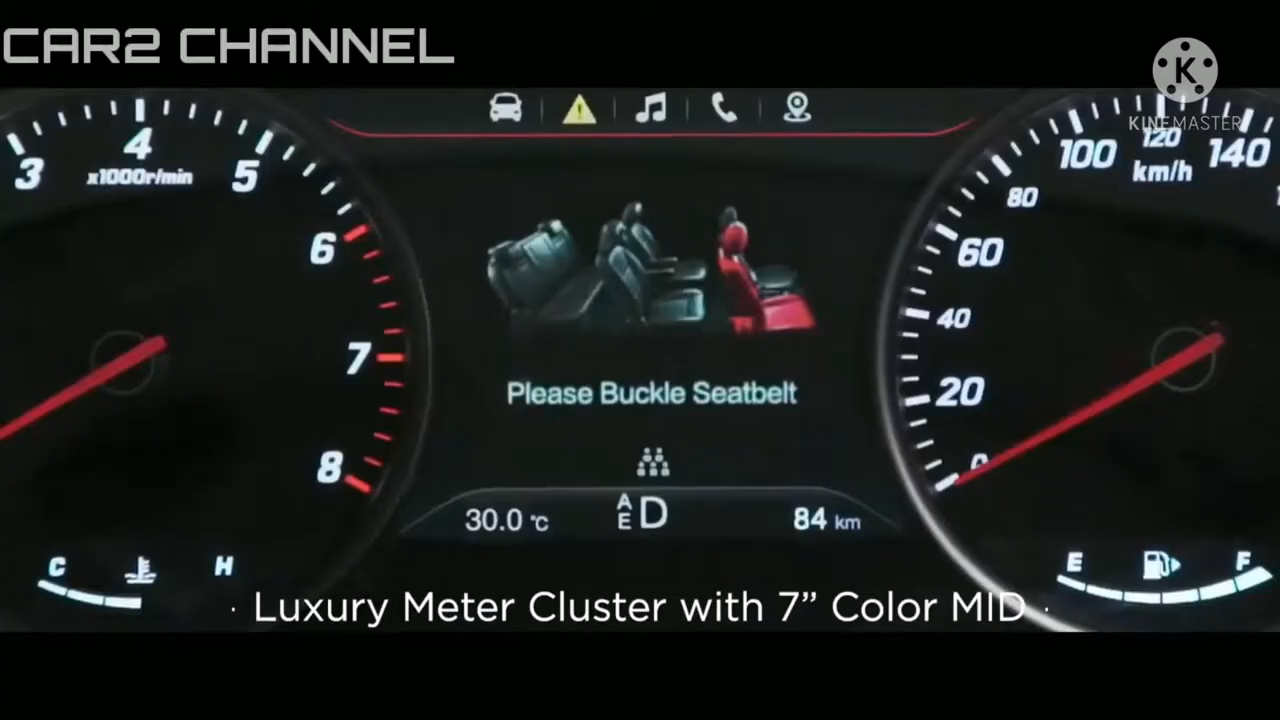 CAR2 CHANNEL
K
KINEMASTER
3
4
5
x1000r/min
6
7
8
C
H
Please Buckle Seatbelt
30.0 °C
A
E
D
84 km
0
20
40
60
80
100
120
140
km/h
E
F
· Luxury Meter Cluster with 7” Color MID ·